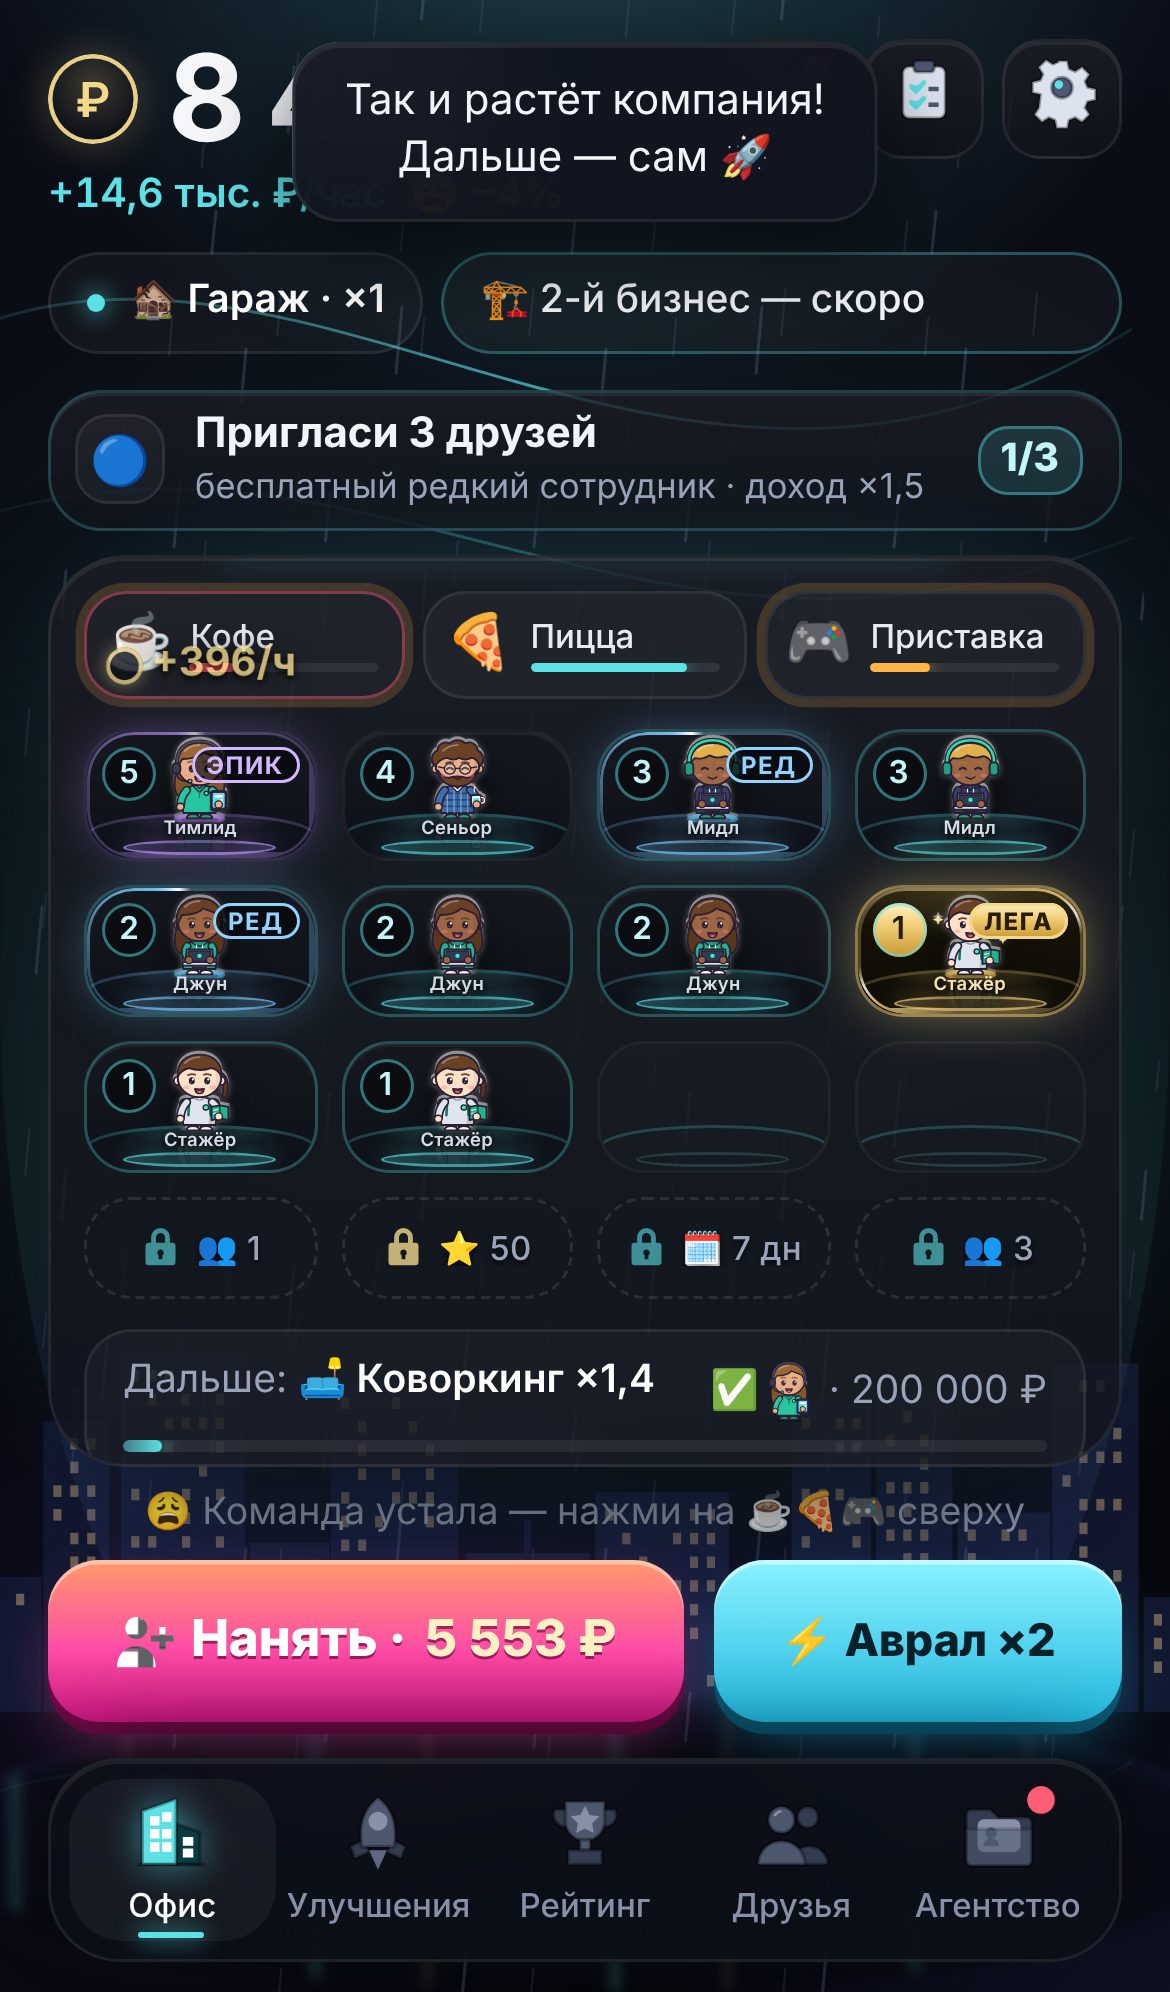 ₽ 8 4
Так и растёт компания!
Дальше — сам 🚀
+14,6 тыс. ₽/час 😩 −4%
🏚️ Гараж · ×1
🏗️ 2-й бизнес — скоро
Пригласи 3 друзей
бесплатный редкий сотрудник · доход ×1,5
1/3
Кофе
+396/ч
Пицца
Приставка
5 ЭПИК
Тимлид
4
Сеньор
3 РЕД
Мидл
3
Мидл
2 РЕД
Джун
2
Джун
2
Джун
1 ЛЕГА
Стажёр
1
Стажёр
1
Стажёр
🔒 👥 1
🔒 ⭐ 50
🔒 🗓️ 7 дн
🔒 👥 3
Дальше: 🛋️ Коворкинг ×1,4
✅ · 200 000 ₽
😩 Команда устала — нажми на ☕🍕🎮 сверху
Нанять · 5 553 ₽
⚡ Аврал ×2
Офис
Улучшения
Рейтинг
Друзья
Агентство